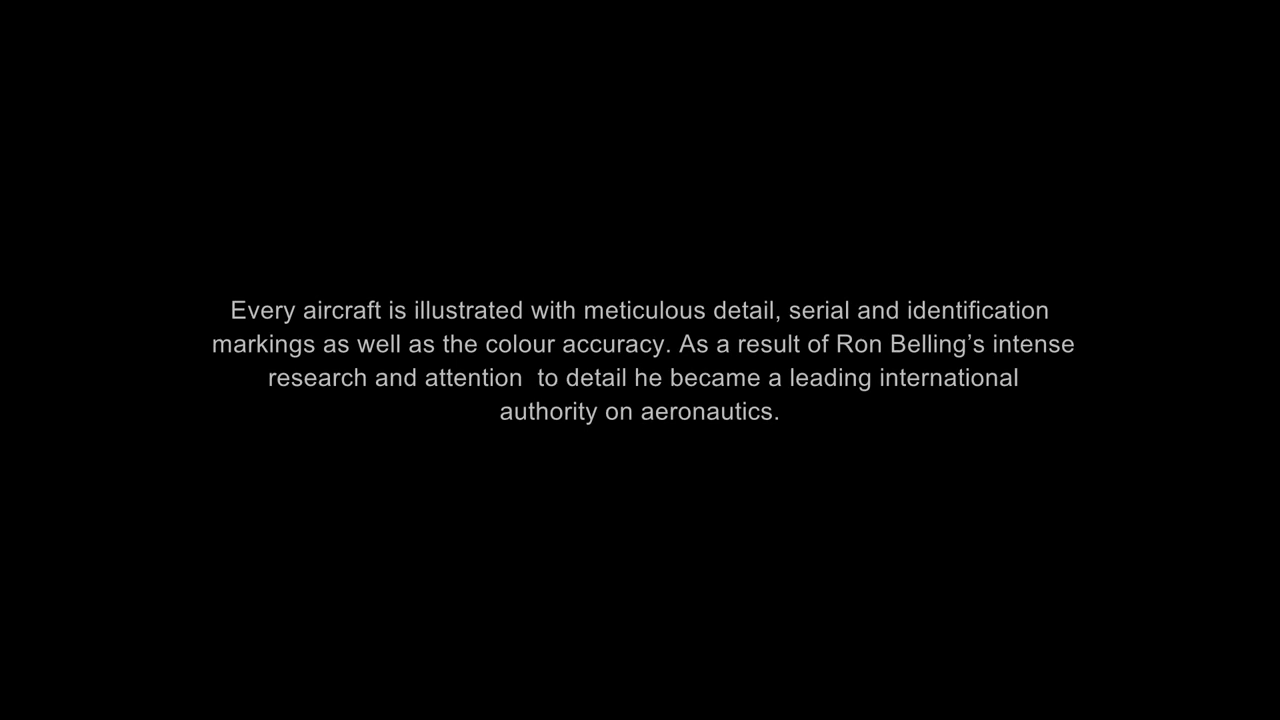 Every aircraft is illustrated with meticulous detail, serial and identification
markings as well as the colour accuracy. As a result of Ron Belling’s intense
research and attention  to detail he became a leading international
authority on aeronautics.